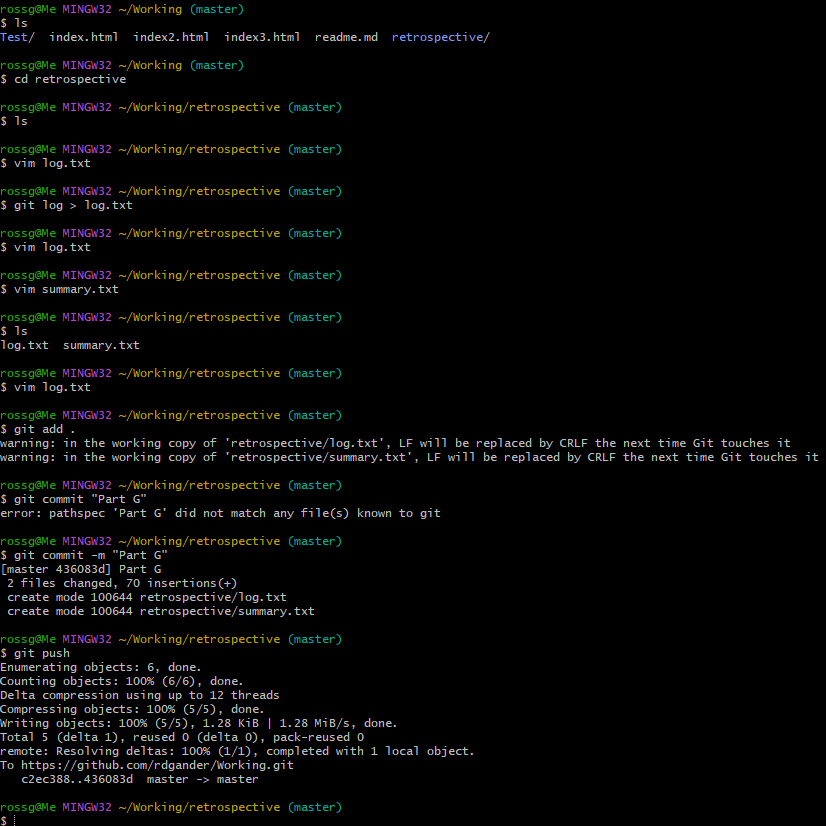 rossg@Me MINGW32 ~/Working (master)
$ ls
Test/  index.html  index2.html  index3.html  readme.md  retrospective/

rossg@Me MINGW32 ~/Working (master)
$ cd retrospective

rossg@Me MINGW32 ~/Working/retrospective (master)
$ ls

rossg@Me MINGW32 ~/Working/retrospective (master)
$ vim log.txt

rossg@Me MINGW32 ~/Working/retrospective (master)
$ git log > log.txt

rossg@Me MINGW32 ~/Working/retrospective (master)
$ vim log.txt

rossg@Me MINGW32 ~/Working/retrospective (master)
$ vim summary.txt

rossg@Me MINGW32 ~/Working/retrospective (master)
$ ls
log.txt  summary.txt

rossg@Me MINGW32 ~/Working/retrospective (master)
$ vim log.txt

rossg@Me MINGW32 ~/Working/retrospective (master)
$ git add .
warning: in the working copy of 'retrospective/log.txt', LF will be replaced by CRLF the next time Git touches it
warning: in the working copy of 'retrospective/summary.txt', LF will be replaced by CRLF the next time Git touches it

rossg@Me MINGW32 ~/Working/retrospective (master)
$ git commit "Part G"
error: pathspec 'Part G' did not match any file(s) known to git

rossg@Me MINGW32 ~/Working/retrospective (master)
$ git commit -m "Part G"
[master 436083d] Part G
 2 files changed, 70 insertions(+)
 create mode 100644 retrospective/log.txt
 create mode 100644 retrospective/summary.txt

rossg@Me MINGW32 ~/Working/retrospective (master)
$ git push
Enumerating objects: 6, done.
Counting objects: 100% (6/6), done.
Delta compression using up to 12 threads
Compressing objects: 100% (5/5), done.
Writing objects: 100% (5/5), 1.28 KiB | 1.28 MiB/s, done.
Total 5 (delta 1), reused 0 (delta 0), pack-reused 0
remote: Resolving deltas: 100% (1/1), completed with 1 local object.
To https://github.com/rdgander/Working.git
   c2ec388..436083d  master -> master

rossg@Me MINGW32 ~/Working/retrospective (master)
$